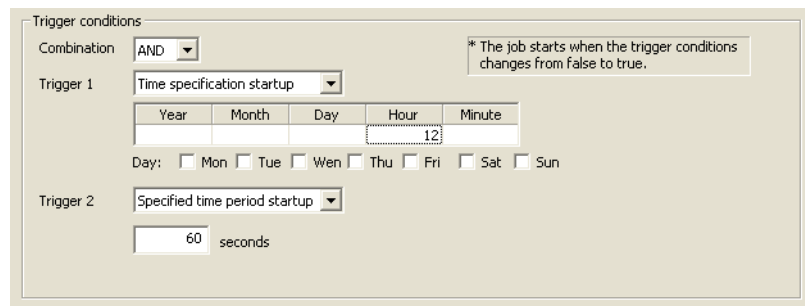 Trigger conditions
Combination AND
* The job starts when the trigger conditions
changes from false to true.
Trigger 1 Time specification startup
Year Month Day Hour Minute
12
Day: Mon Tue Wen Thu Fri Sat Sun
Trigger 2 Specified time period startup
60 seconds